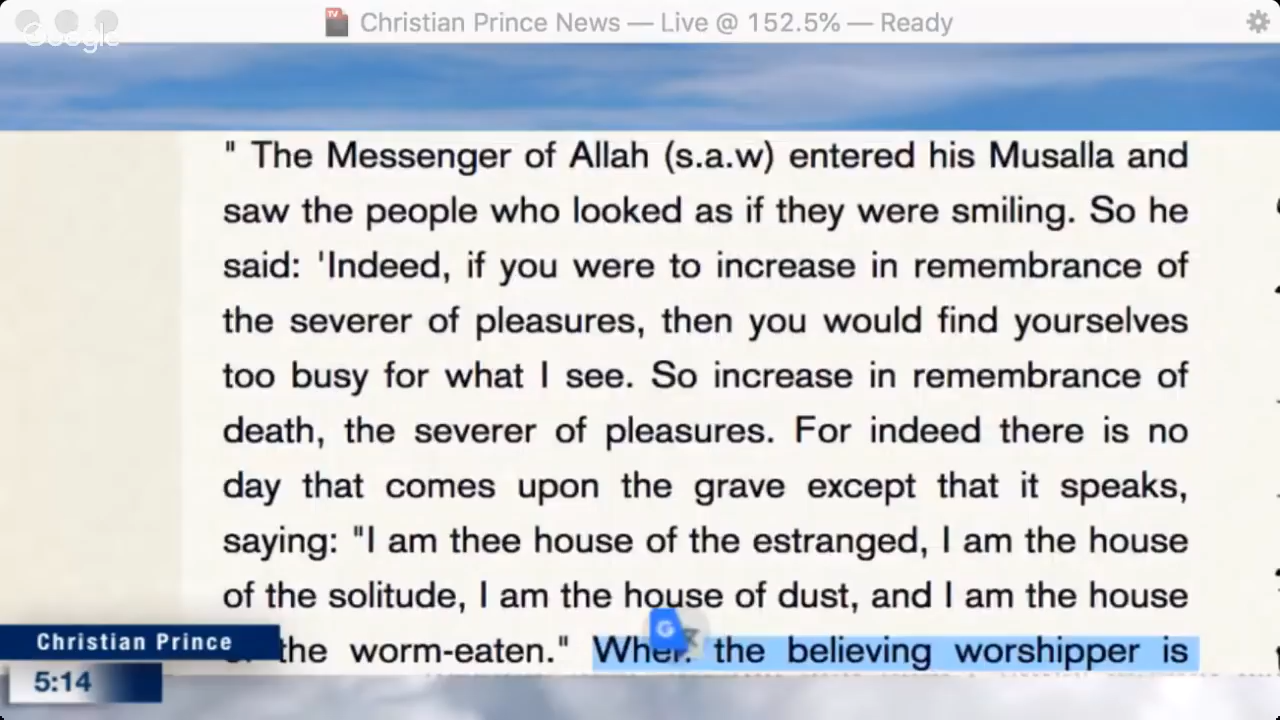 Christian Prince News — Live @ 152.5% — Ready
Google
" The Messenger of Allah (s.a.w) entered his Musalla and
saw the people who looked as if they were smiling. So he
said: 'Indeed, if you were to increase in remembrance of
the severer of pleasures, then you would find yourselves
too busy for what I see. So increase in remembrance of
death, the severer of pleasures. For indeed there is no
day that comes upon the grave except that it speaks,
saying: "I am thee house of the estranged, I am the house
of the solitude, I am the house of dust, and I am the house
the worm-eaten." When the believing worshipper is
Christian Prince
5:14